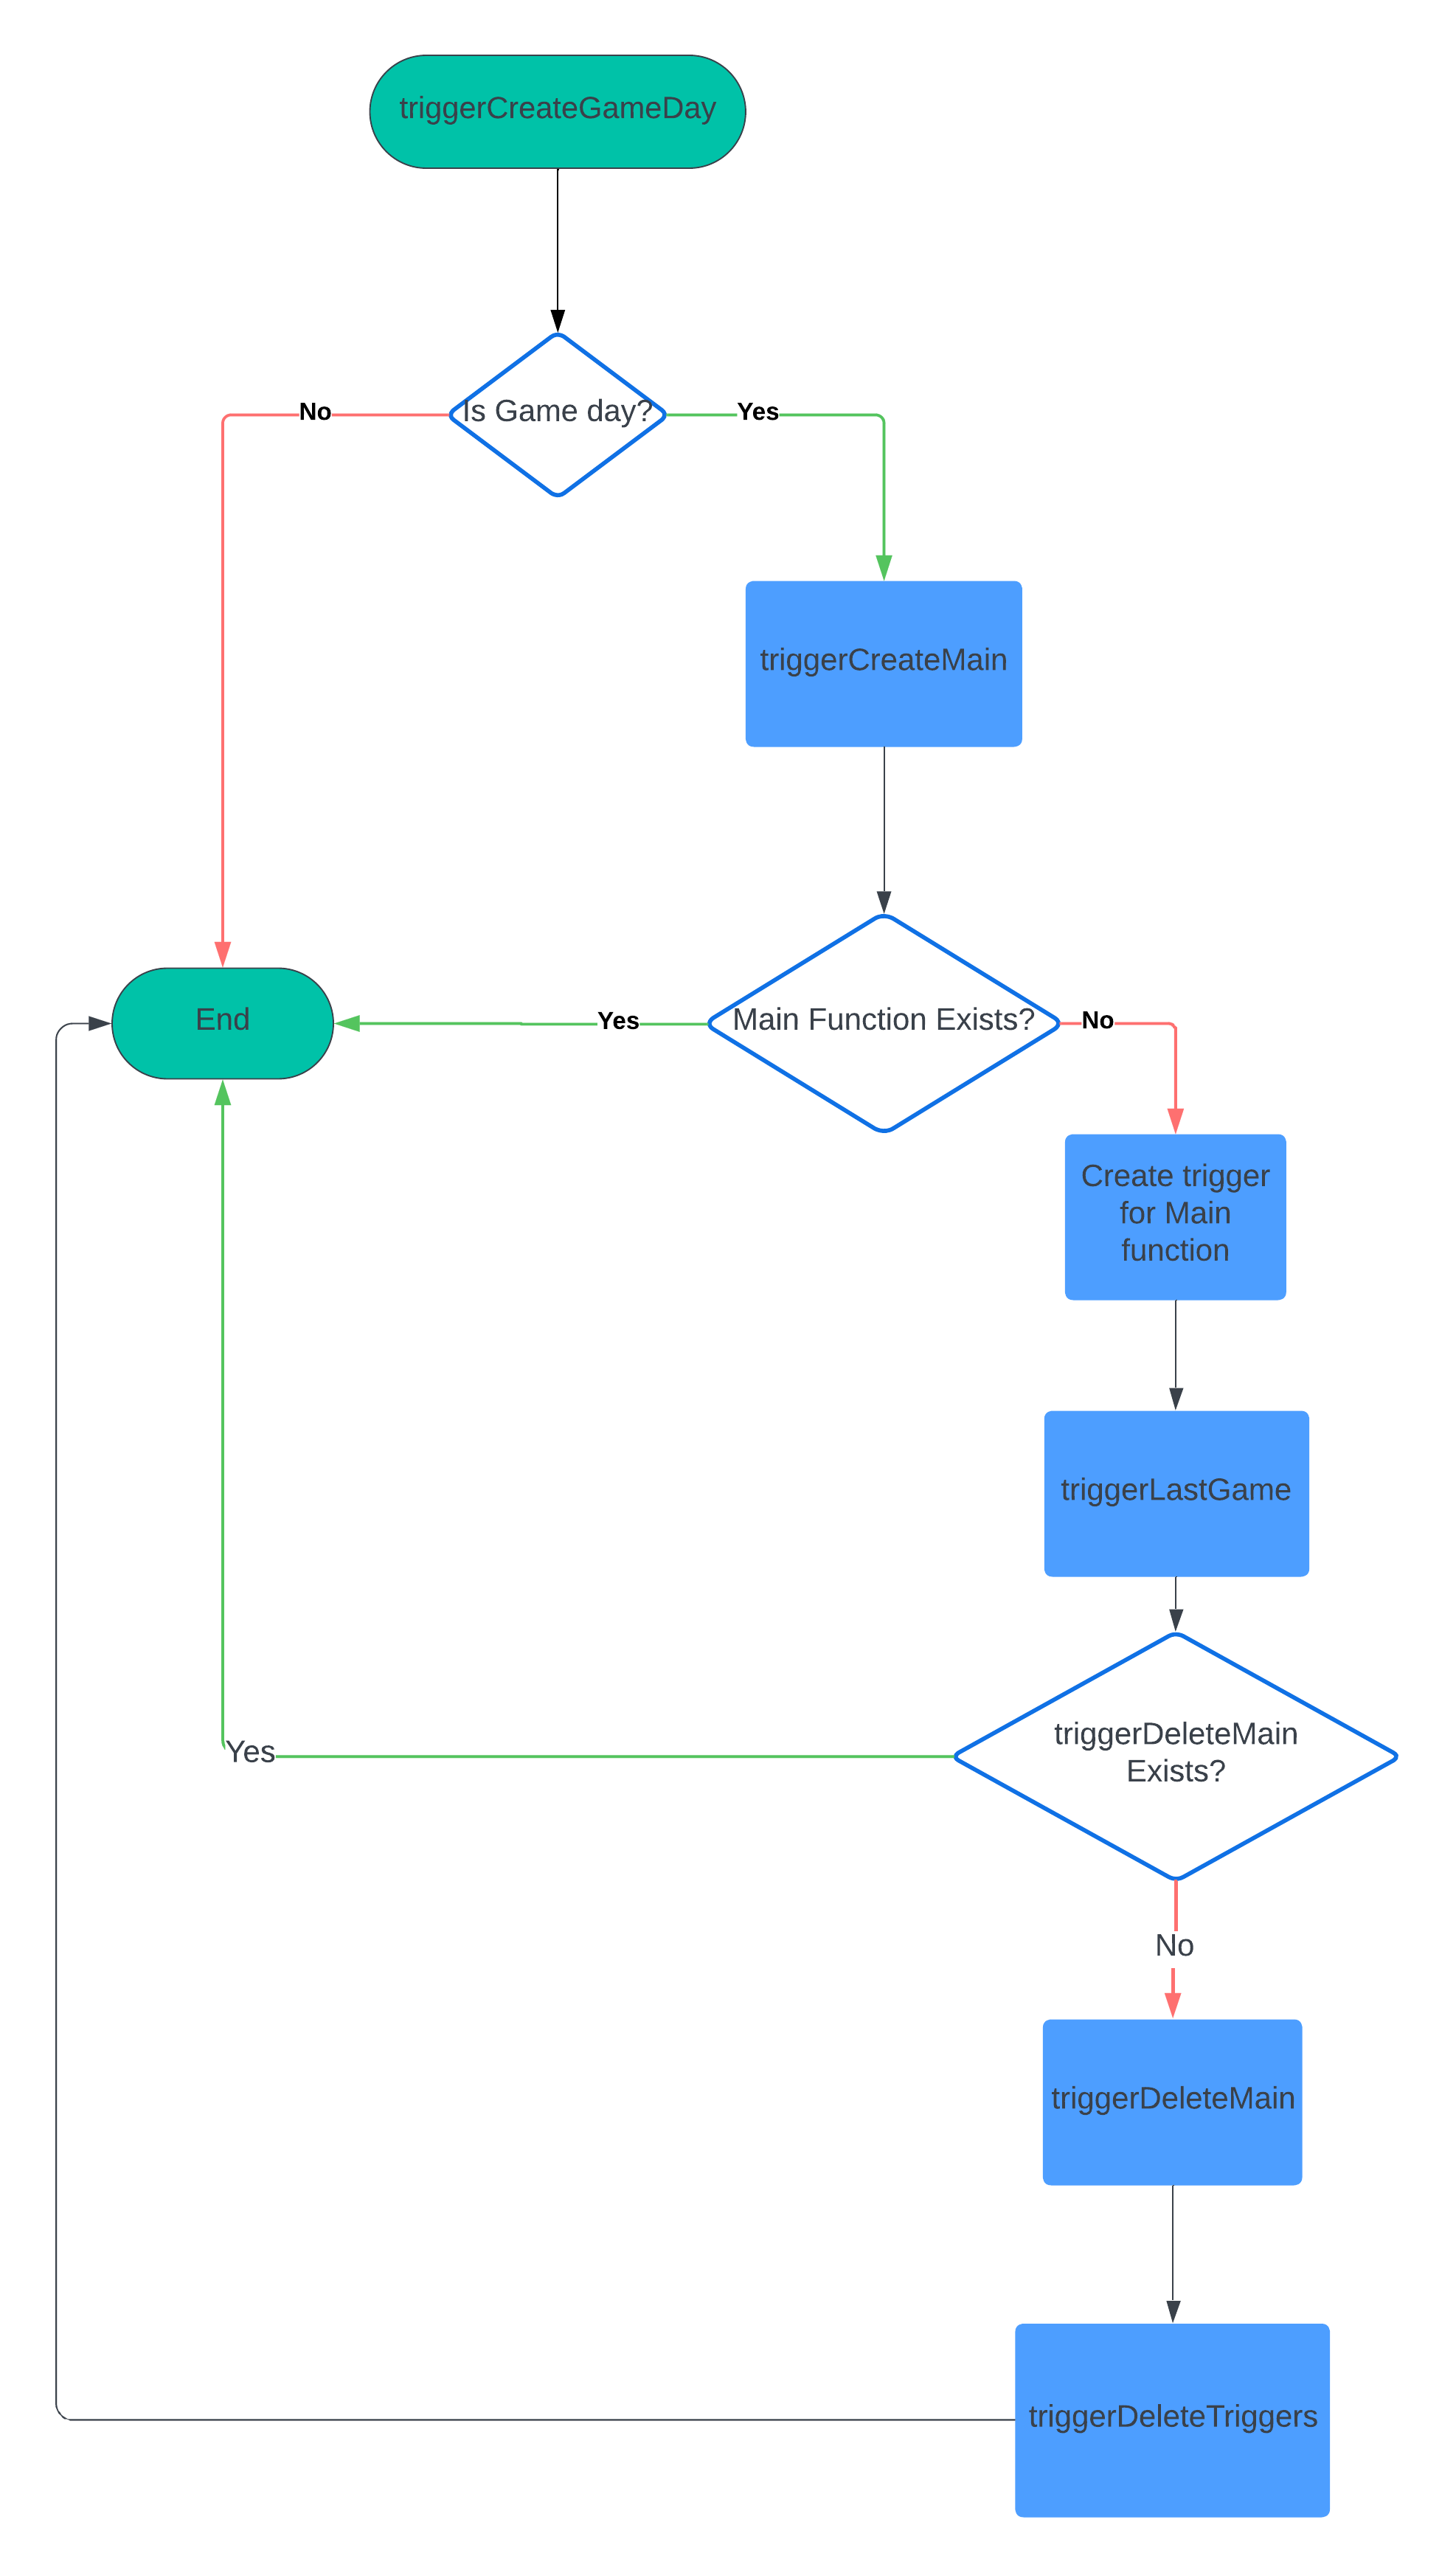 triggerCreateGameDay
No
Is Game day?
Yes
triggerCreateMain
End
Yes
Main Function Exists?
No
Create trigger
for Main
function
triggerLastGame
triggerDeleteMain
Exists?
Yes
No
triggerDeleteMain
triggerDeleteTriggers